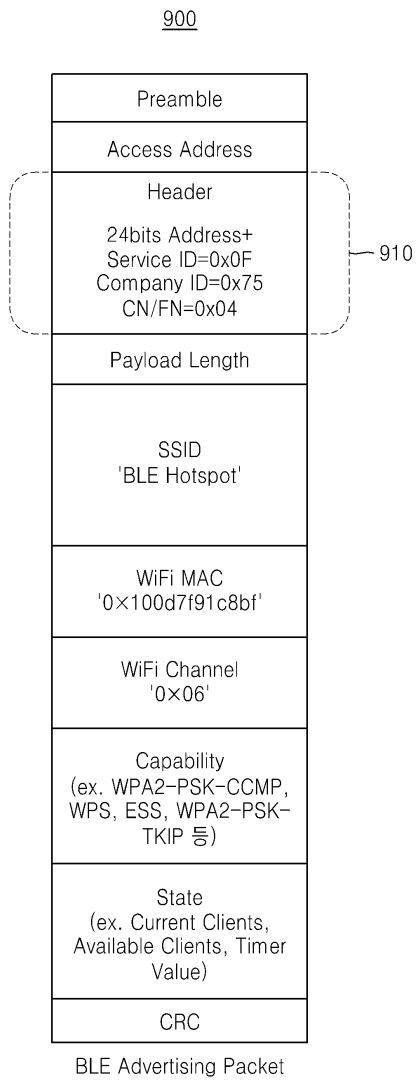 900
Preamble
Access Address
Header
24bits Address+
Service ID=0x0F
Company ID=0x75
CN/FN=0x04
910
Payload Length
SSID
'BLE Hotspot'
WiFi MAC
'0×100d7f91c8bf'
WiFi Channel
'0×06'
Capability
(ex. WPA2-PSK-CCMP,
WPS, ESS, WPA2-PSK-
TKIP 등)
State
(ex. Current Clients,
Available Clients, Timer
Value)
CRC
BLE Advertising Packet